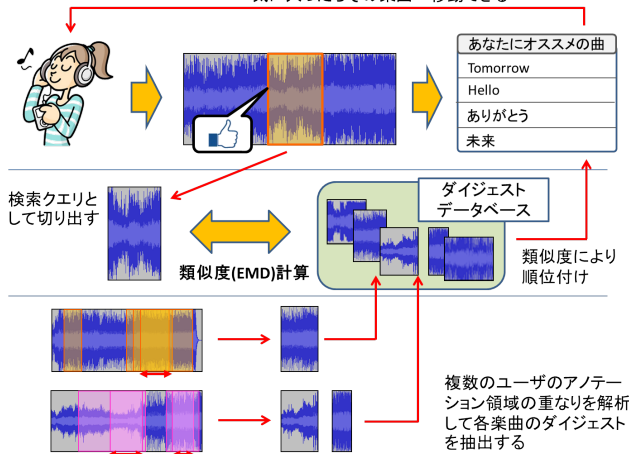 あなたにオススメの曲
Tomorrow
Hello
ありがとう
未来
検索クエリと
して切り出す
類似度(EMD)計算
ダイジェスト
データベース
類似度により
順位付け
複数のユーザのアノテー
ション領域の重なりを解析
して各楽曲のダイジェスト
を抽出する